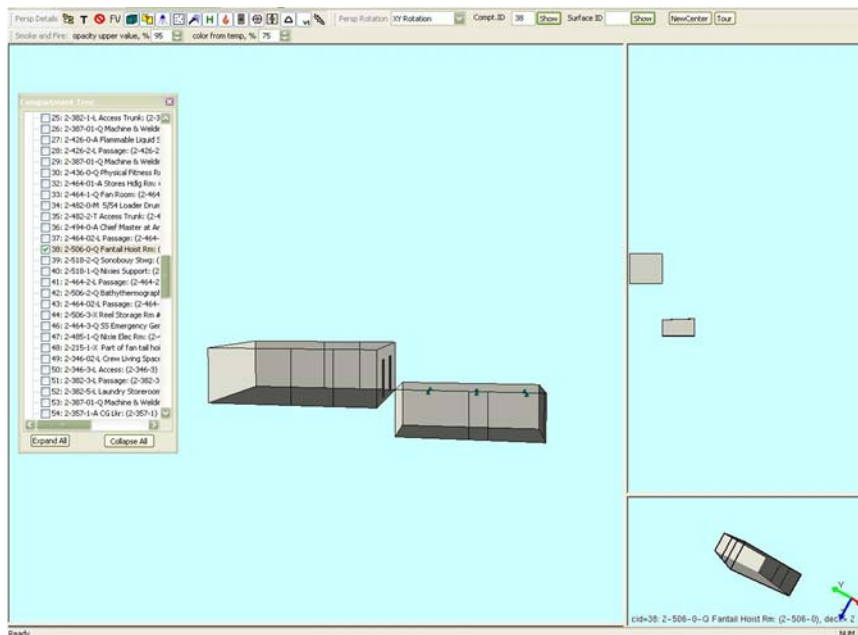 Persp Details T FV H Persp Rotation XY Rotation Compt.ID 38 Show Surface ID Show NewCenter Tour
Smoke and Fire: opacity upper value, % 95 color from temp, % 75
Compartment Tree
25: 2-382-1-L Access Trunk: (2-3
26: 2-387-01-Q Machine & Welde
27: 2-426-0-A Flammable Liquid S
28: 2-426-2-L Passage: (2-426-2
29: 2-387-01-Q Machine & Welde
30: 2-436-0-Q Physical Fitness R
32: 2-464-01-A Stores Hdlg Rm:
33: 2-464-1-Q Fan Room: (2-464
34: 2-482-0-M 5/54 Loader Drum
35: 2-482-2-T Access Trunk: (2-4
36: 2-494-0-A Chief Master at Ar
37: 2-464-02-L Passage: (2-464-
38: 2-506-0-Q Fantail Hoist Rm: (
39: 2-518-2-Q Sonobouy Stwg: (
40: 2-518-1-Q Nixies Support: (2
41: 2-464-2-L Passage: (2-464-2
42: 2-506-2-Q Bathythermograph
43: 2-464-02-L Passage: (2-464-
44: 2-506-3-X Reel Storage Rm #
46: 2-464-3-Q SS Emergency Ger
47: 2-485-1-Q Nixie Elec Rm: (2-4
48: 2-215-1-X Part of fan tail hoi
49: 2-346-02-L Crew Living Space
50: 2-346-3-L Access: (2-346-3)
51: 2-382-3-L Passage: (2-382-3
52: 2-382-5-L Laundry Storeroom
53: 2-387-01-Q Machine & Welde
54: 2-357-1-A CG Lkr: (2-357-1)
Expand All Collapse All
Y
cid=38: 2-506-0-Q Fantail Hoist Rm: (2-506-0), deck= 2
Ready NUM